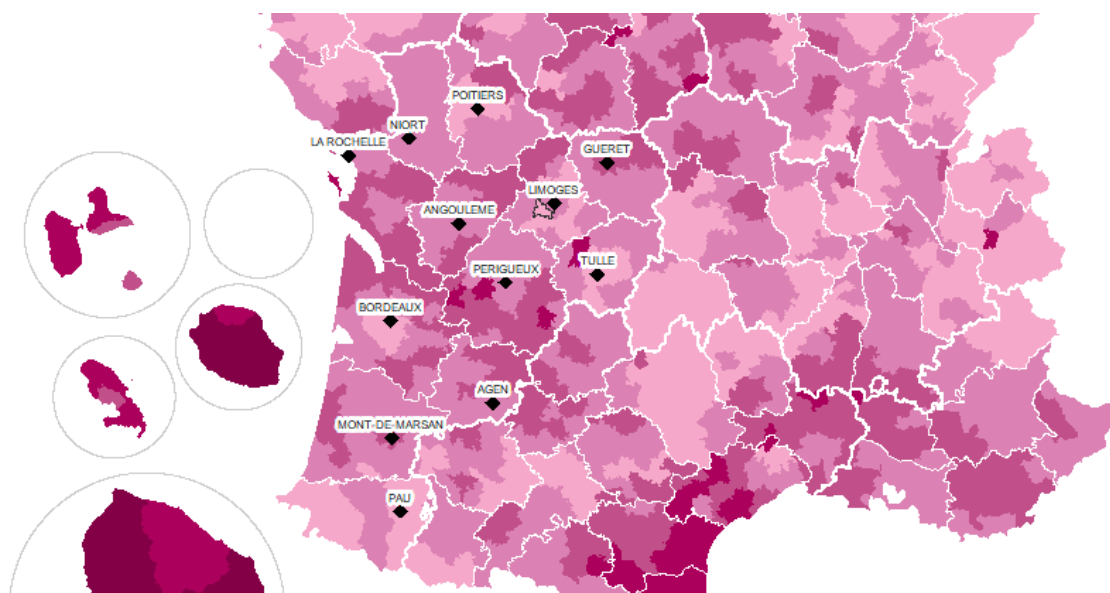 POITIERS
NIORT
LA ROCHELLE
GUERET
LIMOGES
ANGOULEME
TULLE
PERIGUEUX
BORDEAUX
AGEN
MONT-DE-MARSAN
PAU